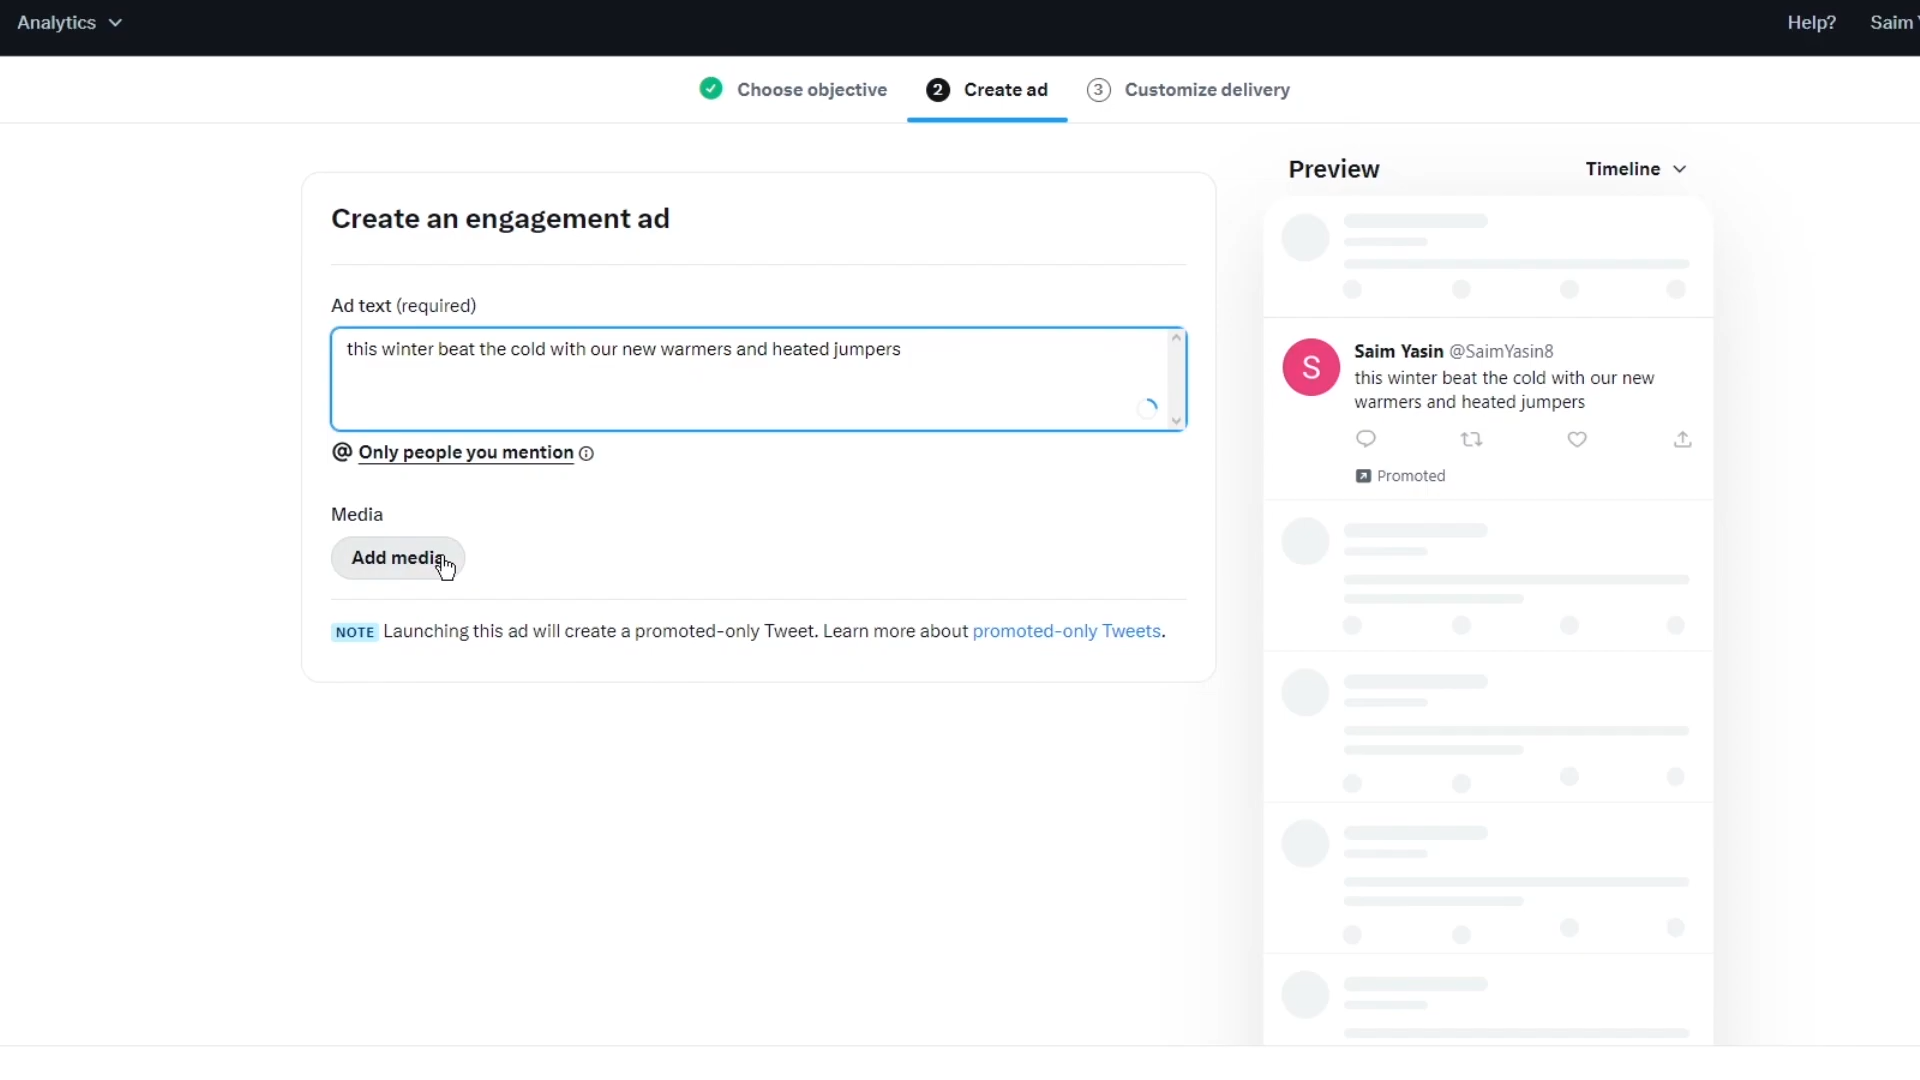 Analytics
Help?
Saim
Choose objective
2 Create ad
3 Customize delivery
Preview
Timeline
Create an engagement ad
Ad text (required)
this winter beat the cold with our new warmers and heated jumpers
@ Only people you mention
Media
Add media
NOTE Launching this ad will create a promoted-only Tweet. Learn more about promoted-only Tweets.
S
Saim Yasin @SaimYasin8
this winter beat the cold with our new
warmers and heated jumpers
Promoted